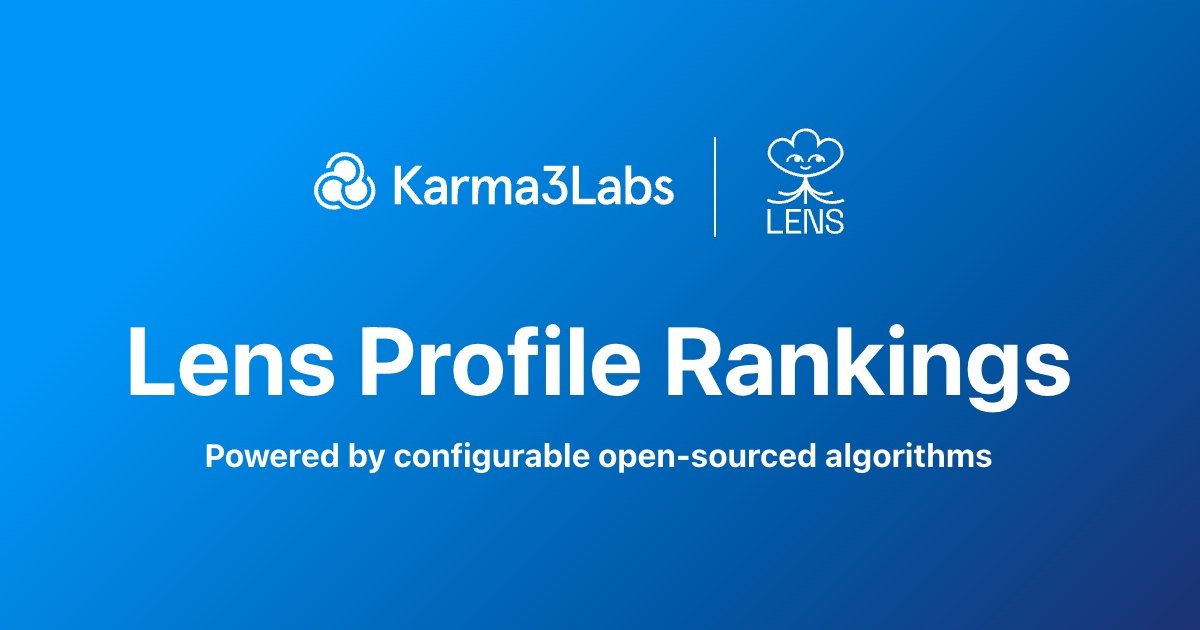 Karma3Labs
LENS
Lens Profile Rankings
Powered by configurable open-sourced algorithms